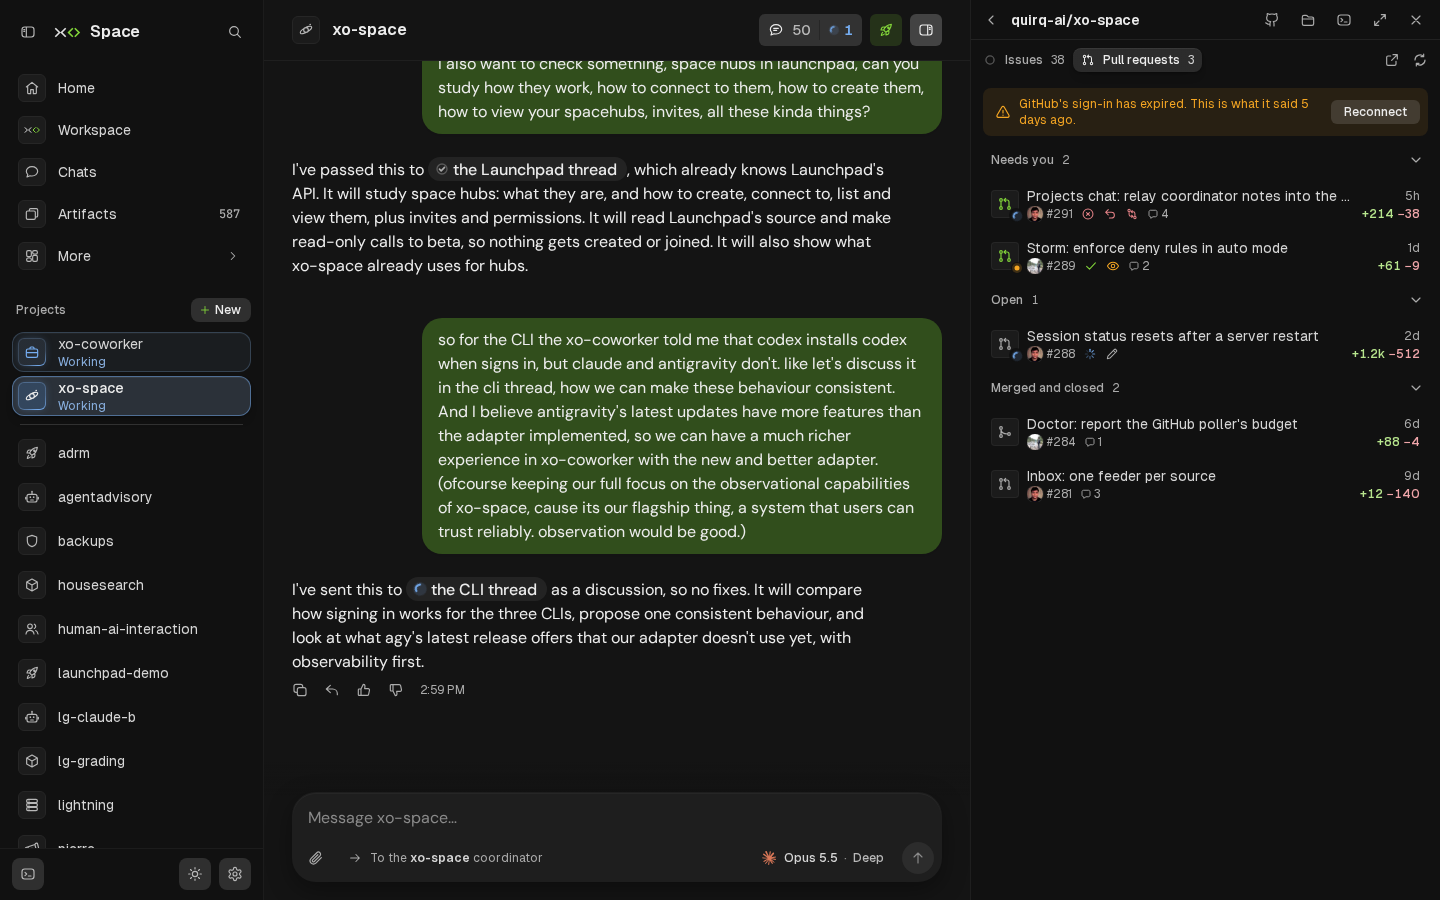 Space
Home
Workspace
Chats
Artifacts 587
More
Projects
New
xo-coworker
Working
xo-space
Working
adrm
agentadvisory
backups
housesearch
human-ai-interaction
launchpad-demo
lg-claude-b
lg-grading
lightning
xo-space
50 1
I also want to check something, space hubs in launchpad, can you
study how they work, how to connect to them, how to create them,
how to view your spacehubs, invites, all these kinda things?
I've passed this to the Launchpad thread , which already knows Launchpad's
API. It will study space hubs: what they are, and how to create, connect to, list and
view them, plus invites and permissions. It will read Launchpad's source and make
read-only calls to beta, so nothing gets created or joined. It will also show what
xo-space already uses for hubs.
so for the CLI the xo-coworker told me that codex installs codex
when signs in, but claude and antigravity don't. like let's discuss it
in the cli thread, how we can make these behaviour consistent.
And I believe antigravity's latest updates have more features than
the adapter implemented, so we can have a much richer
experience in xo-coworker with the new and better adapter.
(ofcourse keeping our full focus on the observational capabilities
of xo-space, cause its our flagship thing, a system that users can
trust reliably. observation would be good.)
I've sent this to the CLI thread as a discussion, so no fixes. It will compare
how signing in works for the three CLIs, propose one consistent behaviour, and
look at what agy's latest release offers that our adapter doesn't use yet, with
observability first.
2:59 PM
Message xo-space...
To the xo-space coordinator
Opus 5.5 · Deep
quirq-ai/xo-space
Issues 38 Pull requests 3
GitHub's sign-in has expired. This is what it said 5
days ago.
Reconnect
Needs you 2
Projects chat: relay coordinator notes into the ... 5h
#291 4 +214 −38
Storm: enforce deny rules in auto mode 1d
#289 2 +61 −9
Open 1
Session status resets after a server restart 2d
#288 +1.2k −512
Merged and closed 2
Doctor: report the GitHub poller's budget 6d
#284 1 +88 −4
Inbox: one feeder per source 9d
#281 3 +12 −140